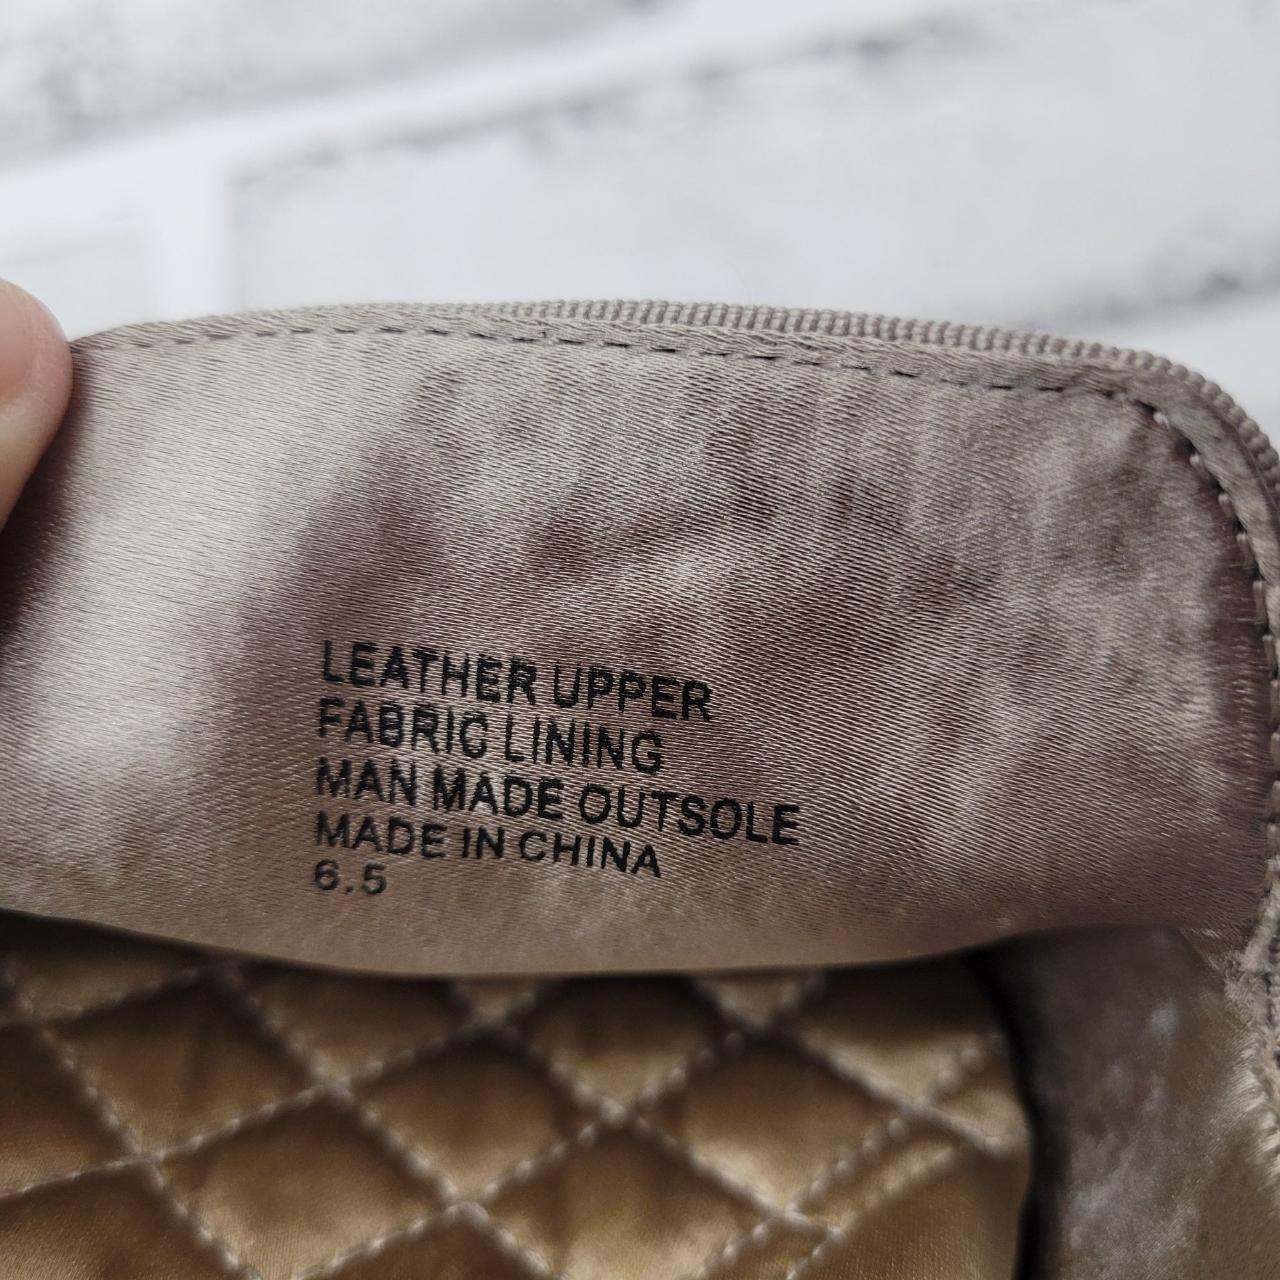 LEATHER UPPER
FABRIC LINING
MAN MADE OUTSOLE
MADE IN CHINA
6.5